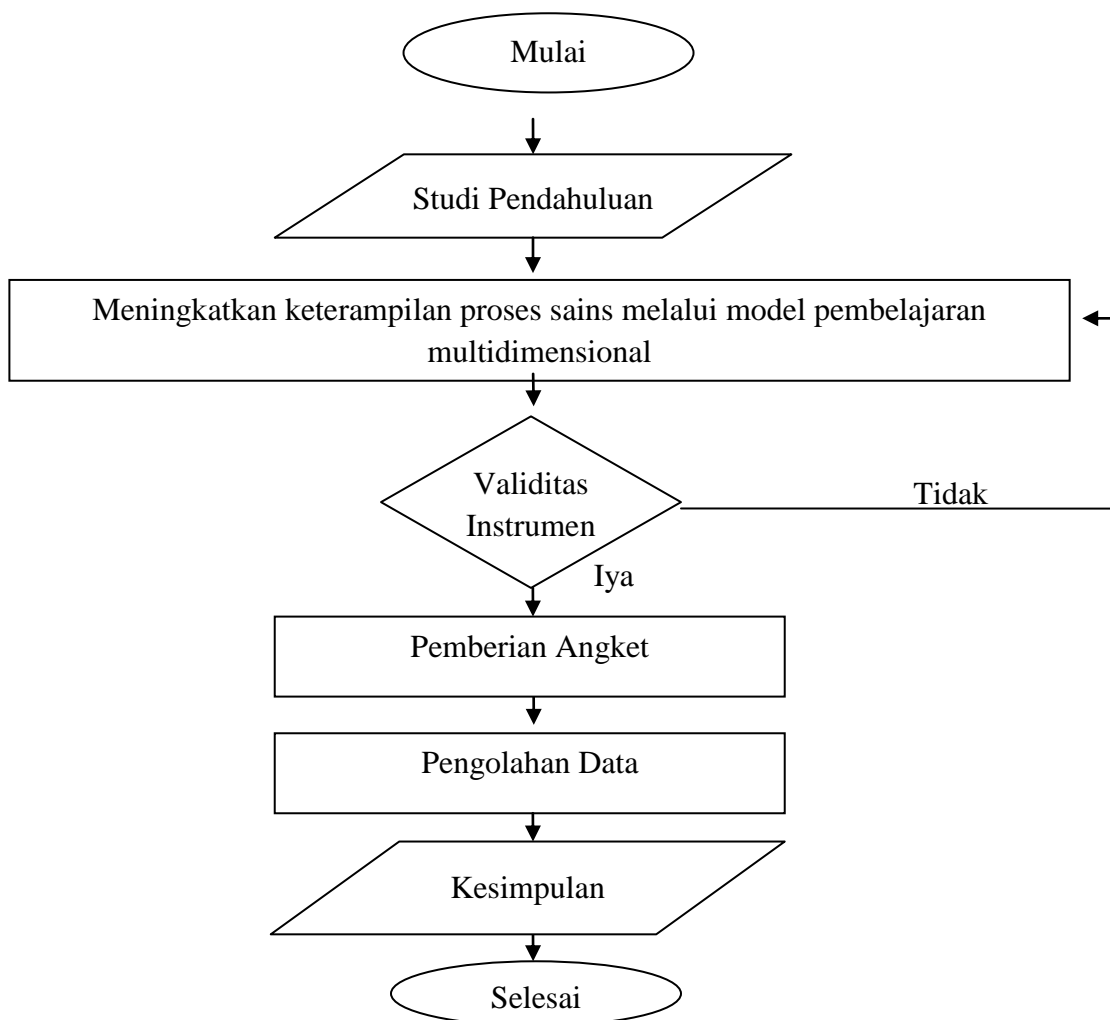 Mulai
Studi Pendahuluan
Meningkatkan keterampilan proses sains melalui model pembelajaran
multidimensional
Validitas
Instrumen
Tidak
Iya
Pemberian Angket
Pengolahan Data
Kesimpulan
Selesai